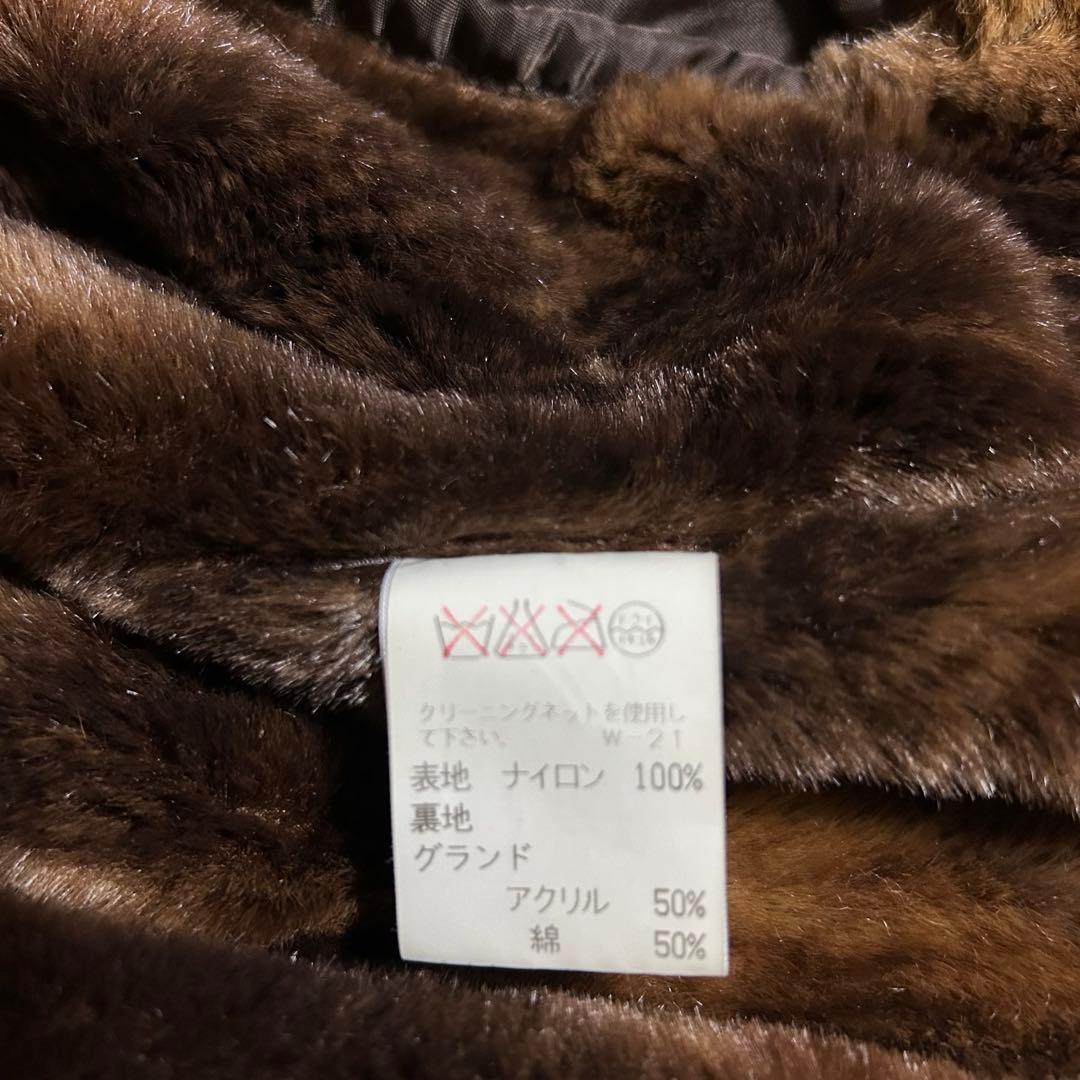 クリーニングネットを使用し
て下さい。 W-21
表地 ナイロン 100%
裏地
グランド
アクリル 50%
綿 50%